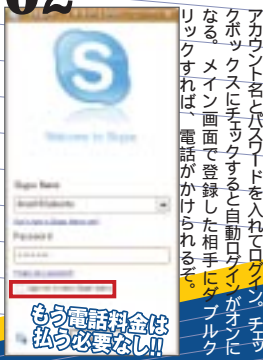 02
アカウント名とパスワードを入れてログイン。チェッ
クボックスにチェックすると自動ログインがオンに
なる。メイン画面で登録した相手にダブルク
リックすれば、電話がかけられるぞ。
Welcome to Skype
Skype Name
Password
もう電話料金は
払う必要なし!!